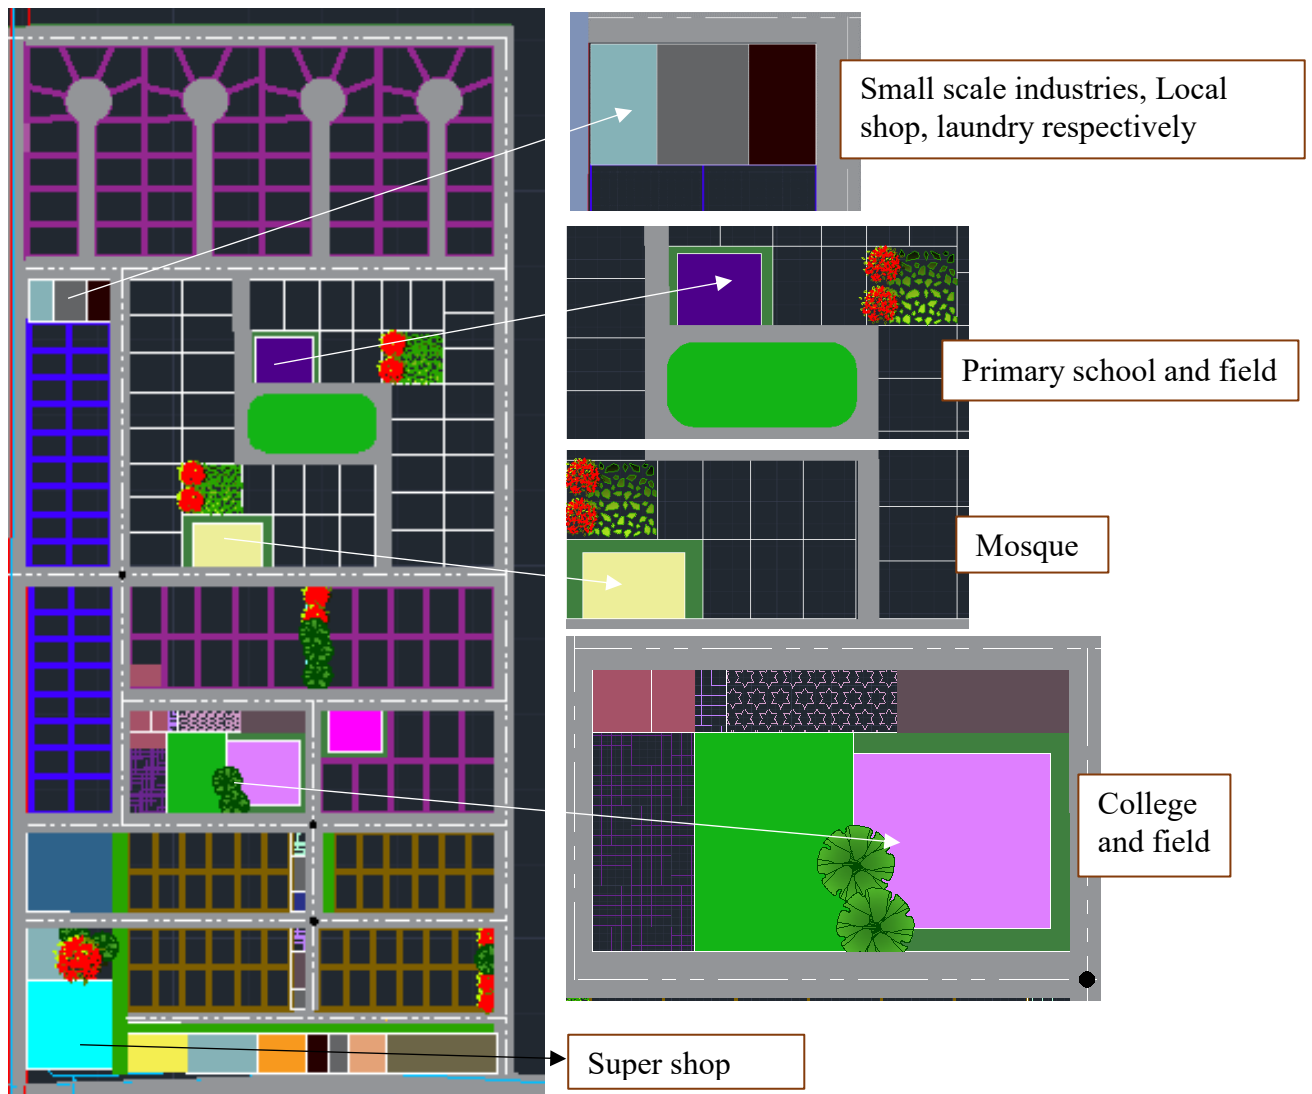 Small scale industries, Local
shop, laundry respectively
Primary school and field
Mosque
College
and field
Super shop